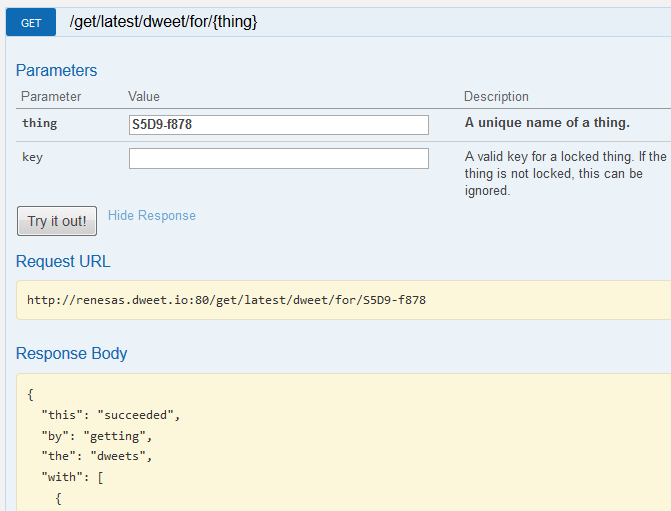 GET /get/latest/dweet/for/{thing}
Parameters
Parameter Value Description
thing S5D9-f878 A unique name of a thing.
key A valid key for a locked thing. If the
thing is not locked, this can be
ignored.
Try it out! Hide Response
Request URL
http://renesas.dweet.io:80/get/latest/dweet/for/S5D9-f878
Response Body
{
"this": "succeeded",
"by": "getting",
"the": "dweets",
"with": [
{